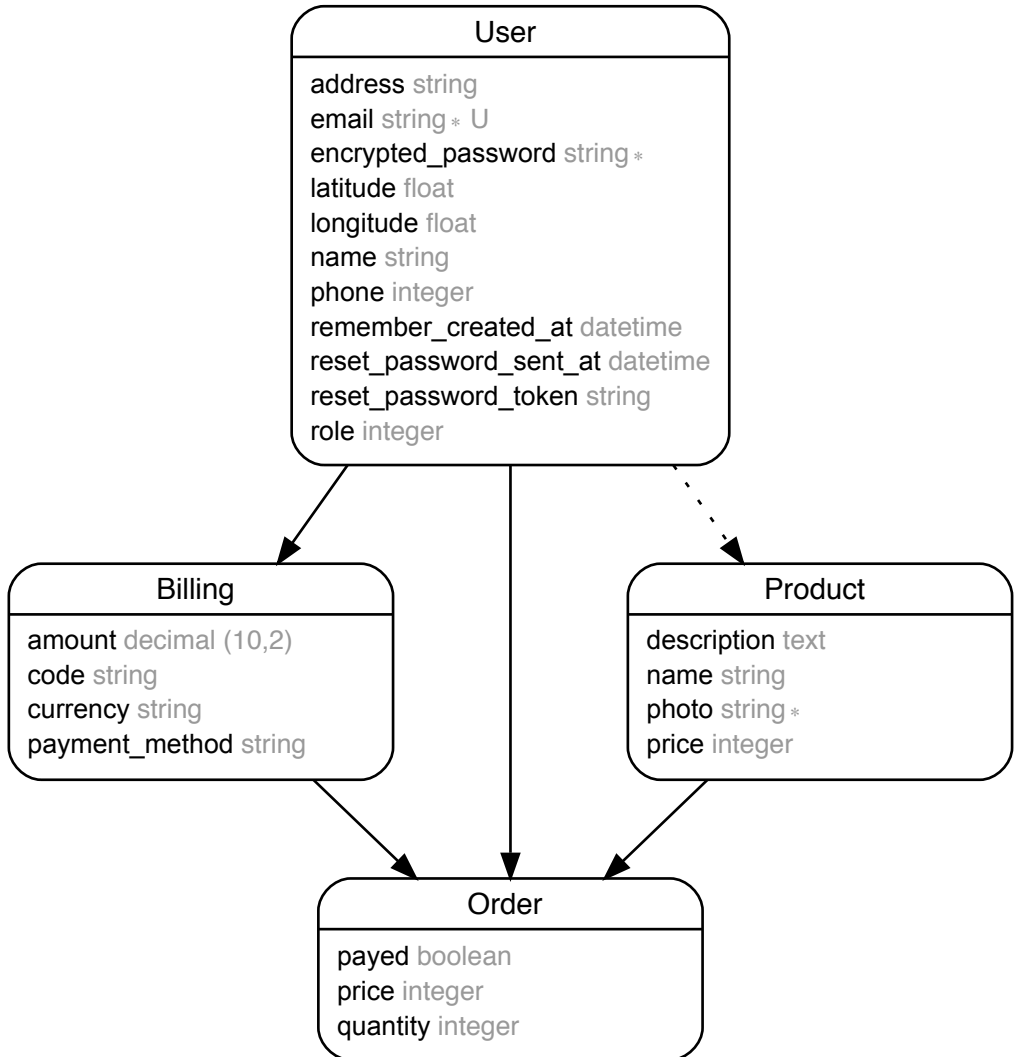 User
address string
email string * U
encrypted_password string *
latitude float
longitude float
name string
phone integer
remember_created_at datetime
reset_password_sent_at datetime
reset_password_token string
role integer
Billing
amount decimal (10,2)
code string
currency string
payment_method string
Product
description text
name string
photo string *
price integer
Order
payed boolean
price integer
quantity integer